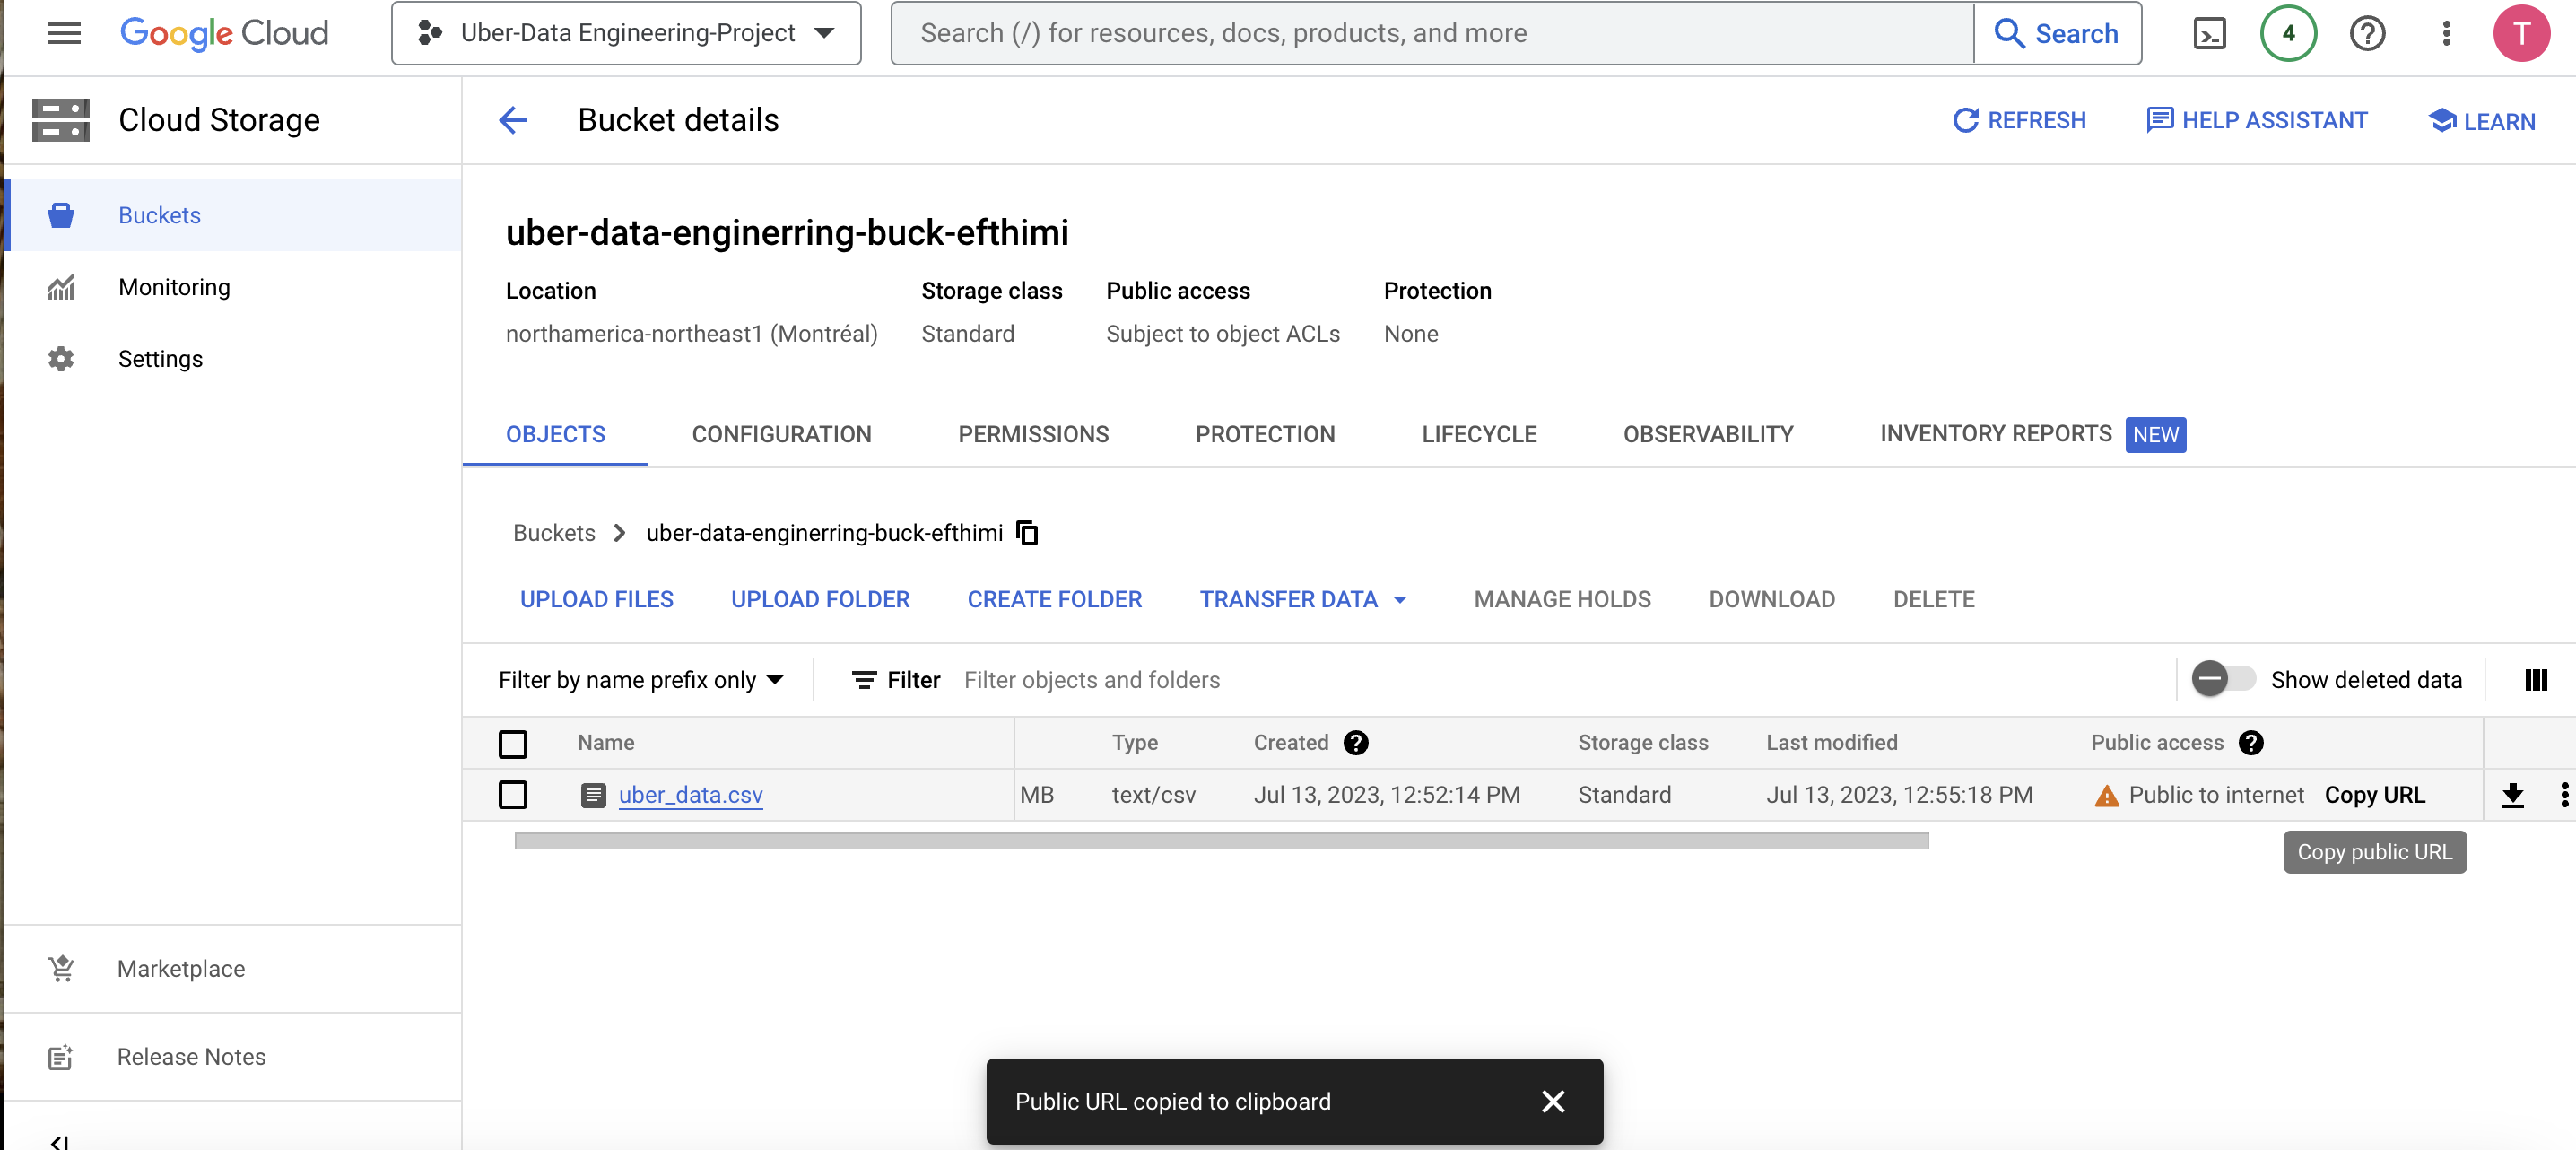 Google Cloud
Uber-Data Engineering-Project
Search (/) for resources, docs, products, and more
Search
4
T
Cloud Storage
Bucket details
REFRESH
HELP ASSISTANT
LEARN
Buckets
Monitoring
Settings
uber-data-enginerring-buck-efthimi
Location Storage class Public access Protection
northamerica-northeast1 (Montréal) Standard Subject to object ACLs None
OBJECTS CONFIGURATION PERMISSIONS PROTECTION LIFECYCLE OBSERVABILITY INVENTORY REPORTS NEW
Buckets uber-data-enginerring-buck-efthimi
UPLOAD FILES UPLOAD FOLDER CREATE FOLDER TRANSFER DATA MANAGE HOLDS DOWNLOAD DELETE
Filter by name prefix only Filter Filter objects and folders Show deleted data
Name Type Created Storage class Last modified Public access
uber_data.csv MB text/csv Jul 13, 2023, 12:52:14 PM Standard Jul 13, 2023, 12:55:18 PM Public to internet Copy URL
Copy public URL
Marketplace
Release Notes
Public URL copied to clipboard